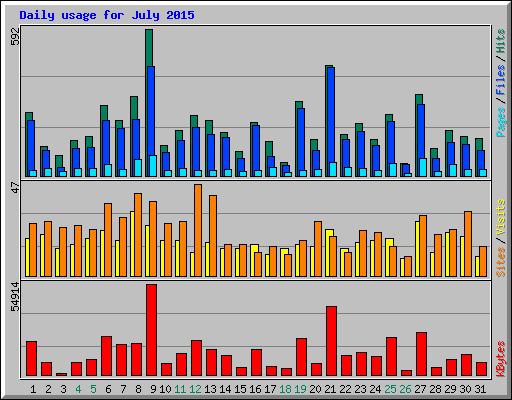 Daily usage for July 2015
592
Pages / Files / Hits
47
Sites / Visits
54914
KBytes
1 2 3 4 5 6 7 8 9 10 11 12 13 14 15 16 17 18 19 20 21 22 23 24 25 26 27 28 29 30 31